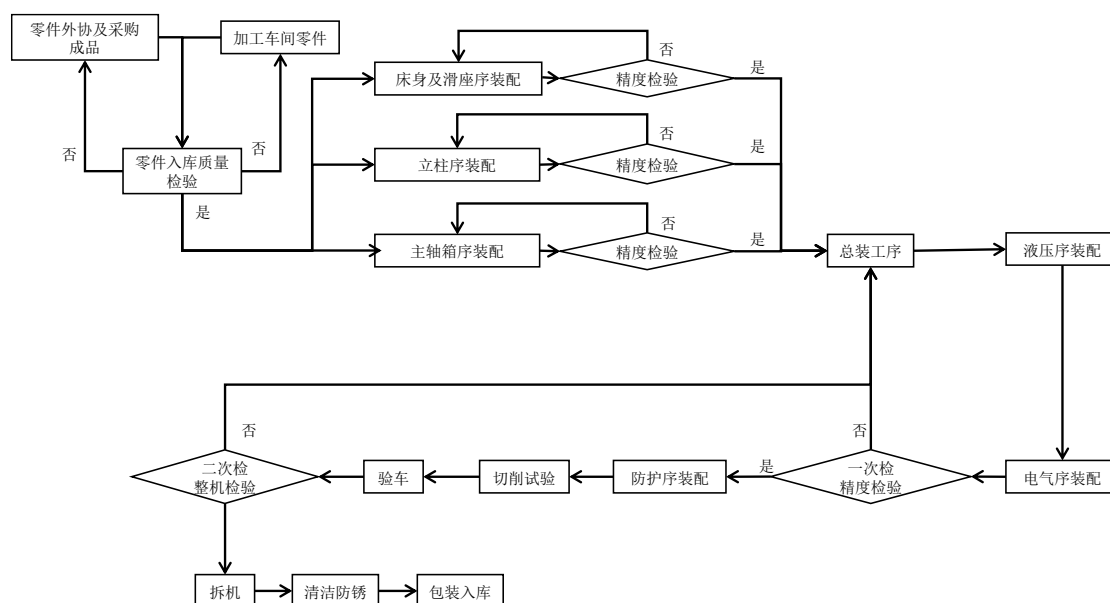 零件外协及采购
成品
加工车间零件
否
否
零件入库质量
检验
是
床身及滑座序装配
否
精度检验
是
立柱序装配
否
精度检验
是
主轴箱序装配
否
精度检验
是
总装工序
液压序装配
电气序装配
否
一次检
精度检验
是
防护序装配
切削试验
验车
否
二次检
整机检验
拆机
清洁防锈
包装入库